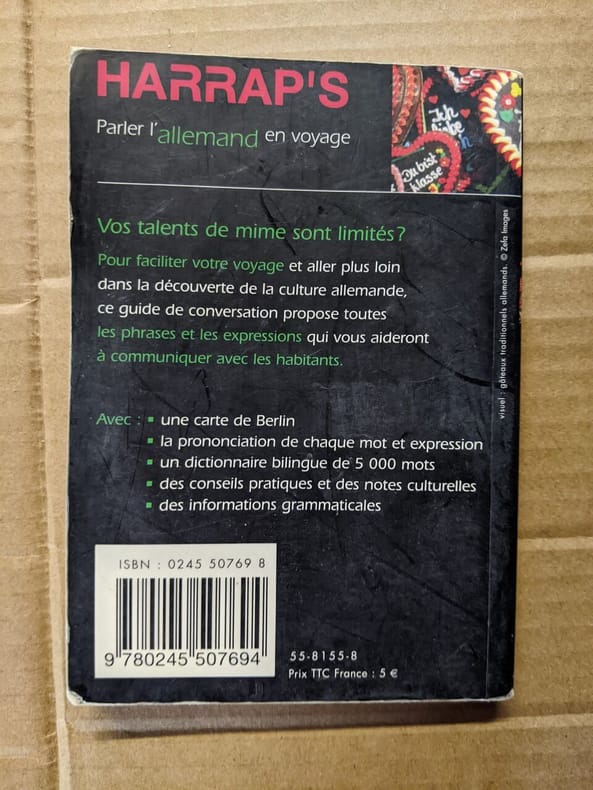 HARRAP'S
Parler l'allemand en voyage
Ich
liebe
Du bist
klasse
Vos talents de mime sont limités ?
Pour faciliter votre voyage et aller plus loin
dans la découverte de la culture allemande,
ce guide de conversation propose toutes
les phrases et les expressions qui vous aideront
à communiquer avec les habitants.
visuel : gâteaux traditionnels allemands. © Zefa Images
Avec : ▪ une carte de Berlin
▪ la prononciation de chaque mot et expression
▪ un dictionnaire bilingue de 5 000 mots
▪ des conseils pratiques et des notes culturelles
▪ des informations grammaticales
ISBN : 0245 50769 8
9 780245 507694
55-8155-8
Prix TTC France : 5 €